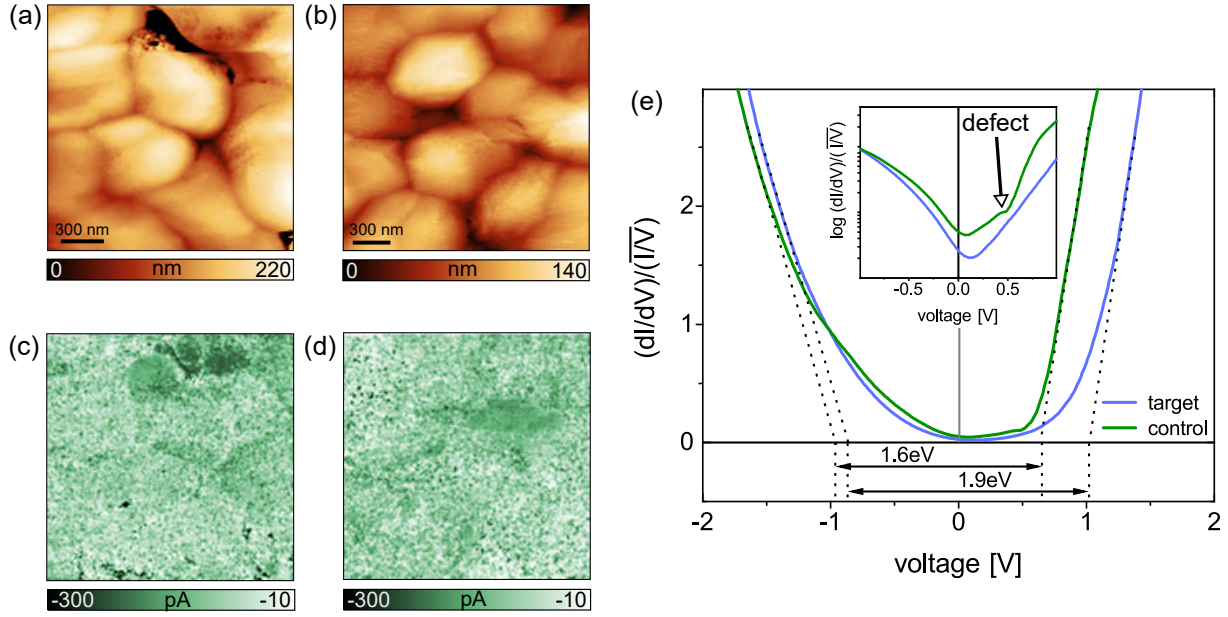 (a)
300 nm
0 nm 220
(b)
300 nm
0 nm 140
(c)
-300 pA -10
(d)
-300 pA -10
(e)
(dI/dV)/(I/V)
2
1
0
defect
log (dI/dV)/(I/V)
-0.5 0.0 0.5
voltage [V]
target
control
1.6eV
1.9eV
-2 -1 0 1 2
voltage [V]